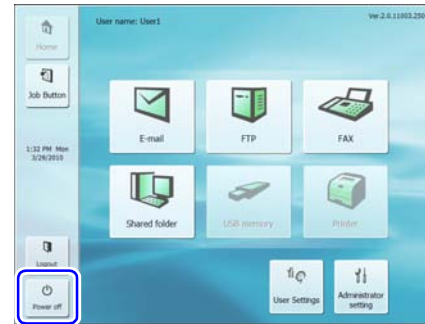 User name: User1
Ver.2.0.11003.250
Home
Job Button
1:32 PM Mon
3/29/2010
E-mail
FTP
FAX
Shared folder
USB memory
Printer
Logout
Power off
User Settings
Administrator
setting